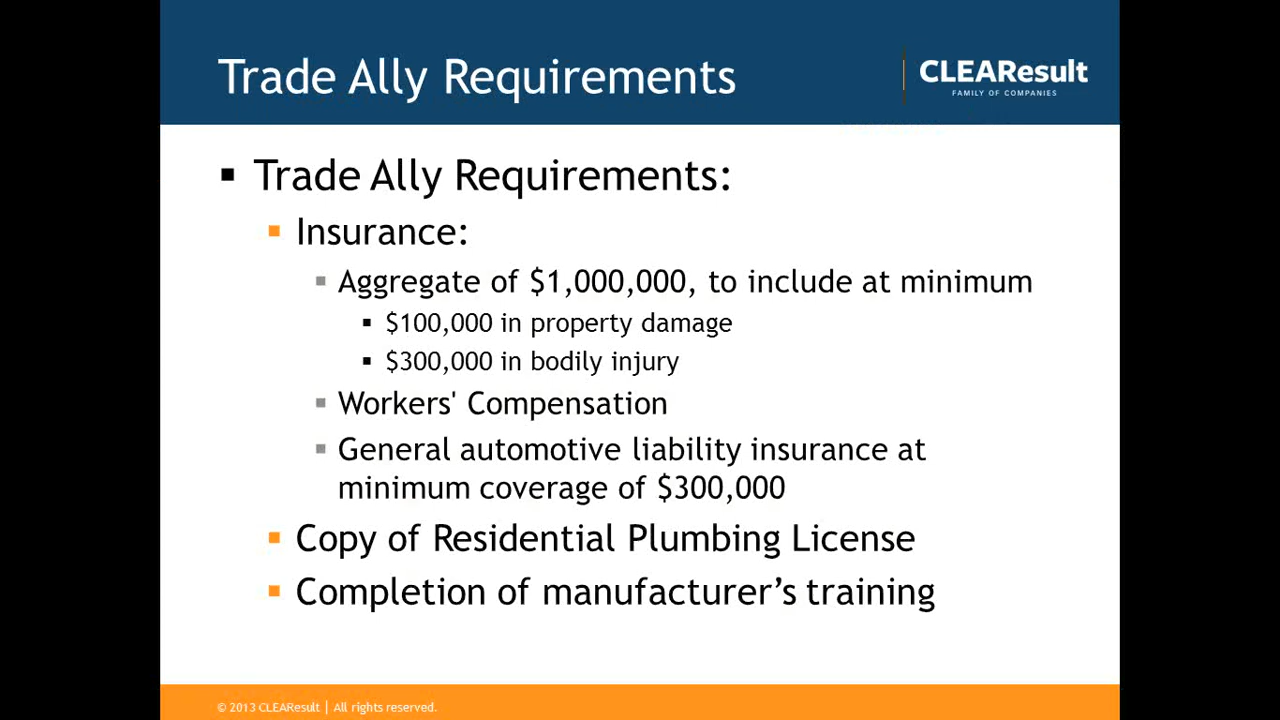 Trade Ally Requirements
CLEAResult
FAMILY OF COMPANIES
Trade Ally Requirements:
Insurance:
Aggregate of $1,000,000, to include at minimum
$100,000 in property damage
$300,000 in bodily injury
Workers' Compensation
General automotive liability insurance at
minimum coverage of $300,000
Copy of Residential Plumbing License
Completion of manufacturer’s training
© 2013 CLEAResult | All rights reserved.